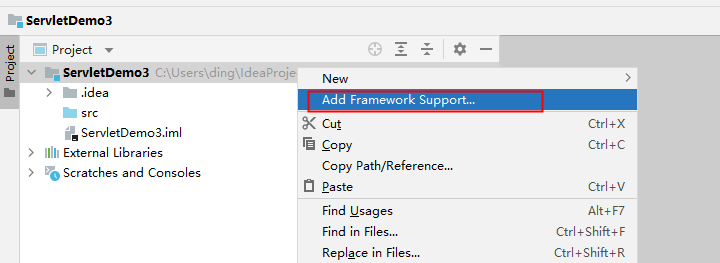 ServletDemo3
Project
Project
ServletDemo3 C:\Users\ding\IdeaProjec
.idea
src
ServletDemo3.iml
External Libraries
Scratches and Consoles
New
Add Framework Support...
Cut Ctrl+X
Copy Ctrl+C
Copy Path/Reference...
Paste Ctrl+V
Find Usages Alt+F7
Find in Files... Ctrl+Shift+F
Replace in Files... Ctrl+Shift+R